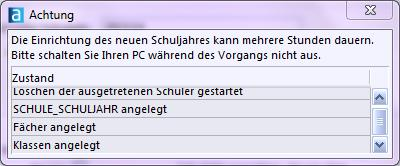 Achtung
Die Einrichtung des neuen Schuljahres kann mehrere Stunden dauern.
Bitte schalten Sie Ihren PC während des Vorgangs nicht aus.
Zustand
Löschen der ausgetretenen Schüler gestartet
SCHULE_SCHULJAHR angelegt
Fächer angelegt
Klassen angelegt